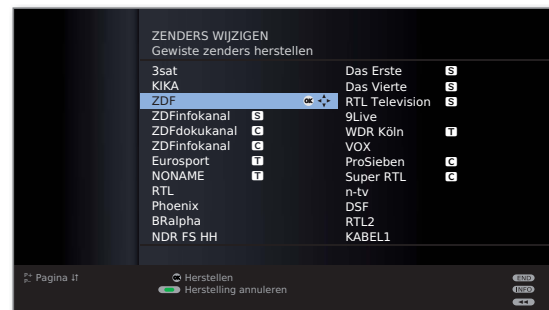 ZENDERS WIJZIGEN
Gewiste zenders herstellen
3sat
KIKA
ZDF OK
ZDFinfokanal S
ZDFdokukanal C
ZDFinfokanal C
Eurosport T
NONAME T
RTL
Phoenix
BRalpha
NDR FS HH
Das Erste S
Das Vierte S
RTL Television S
9Live
WDR Köln T
VOX
ProSieben C
Super RTL C
n-tv
DSF
RTL2
KABEL1
P+ P- Pagina
OK Herstellen
Herstelling annuleren
END
INFO